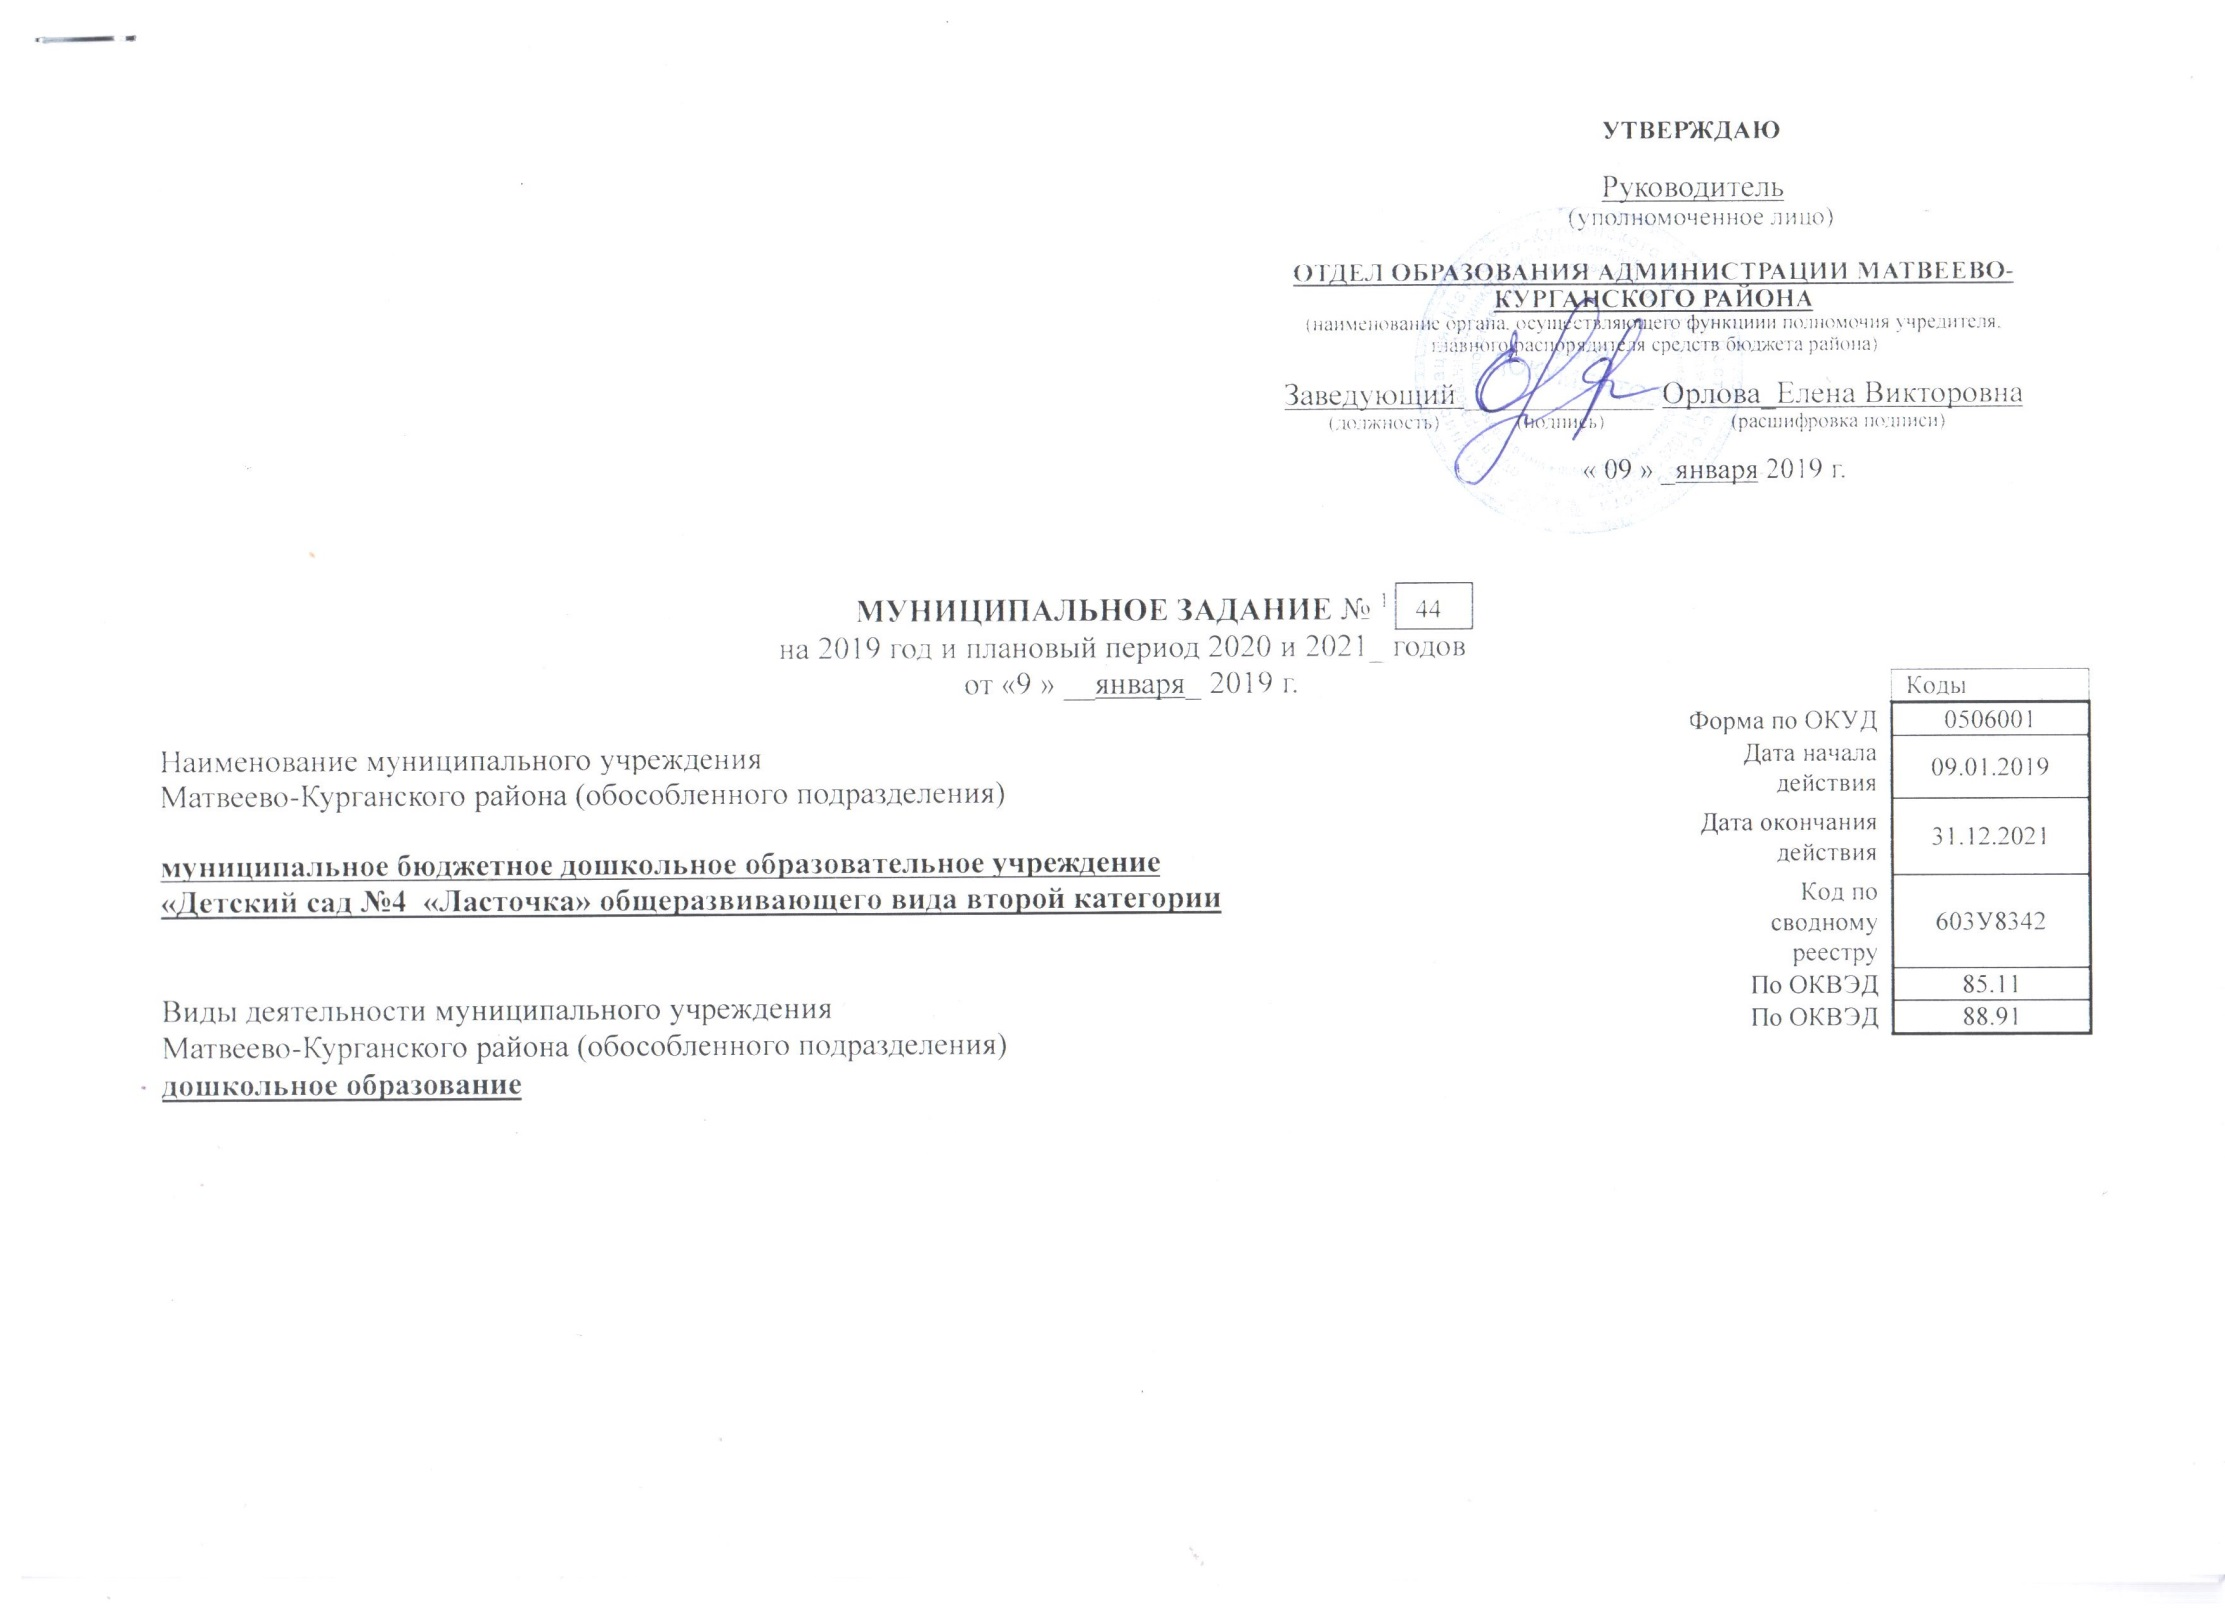 УТВЕРЖДАЮ
Руководитель
(уполномоченное лицо)
ОТДЕЛ ОБРАЗОВАНИЯ АДМИНИСТРАЦИИ МАТВЕЕВО-
КУРГАНСКОГО РАЙОНА
(наименование органа, осуществляющего функциии полномочия учредителя,
главного распорядителя средств бюджета района)
Заведующий ____________ Орлова_Елена Викторовна
(должность) (подпись) (расшифровка подписи)
« 09 » _января 2019 г.
МУНИЦИПАЛЬНОЕ ЗАДАНИЕ № 1 44
на 2019 год и плановый период 2020 и 2021_ годов
от «9 » __января_ 2019 г.
Коды
Форма по ОКУД 0506001
Дата начала
действия 09.01.2019
Дата окончания
действия 31.12.2021
Код по
сводному
реестру 603У8342
По ОКВЭД 85.11
По ОКВЭД 88.91
Наименование муниципального учреждения
Матвеево-Курганского района (обособленного подразделения)
муниципальное бюджетное дошкольное образовательное учреждение
«Детский сад №4 «Ласточка» общеразвивающего вида второй категории
Виды деятельности муниципального учреждения
Матвеево-Курганского района (обособленного подразделения)
дошкольное образование